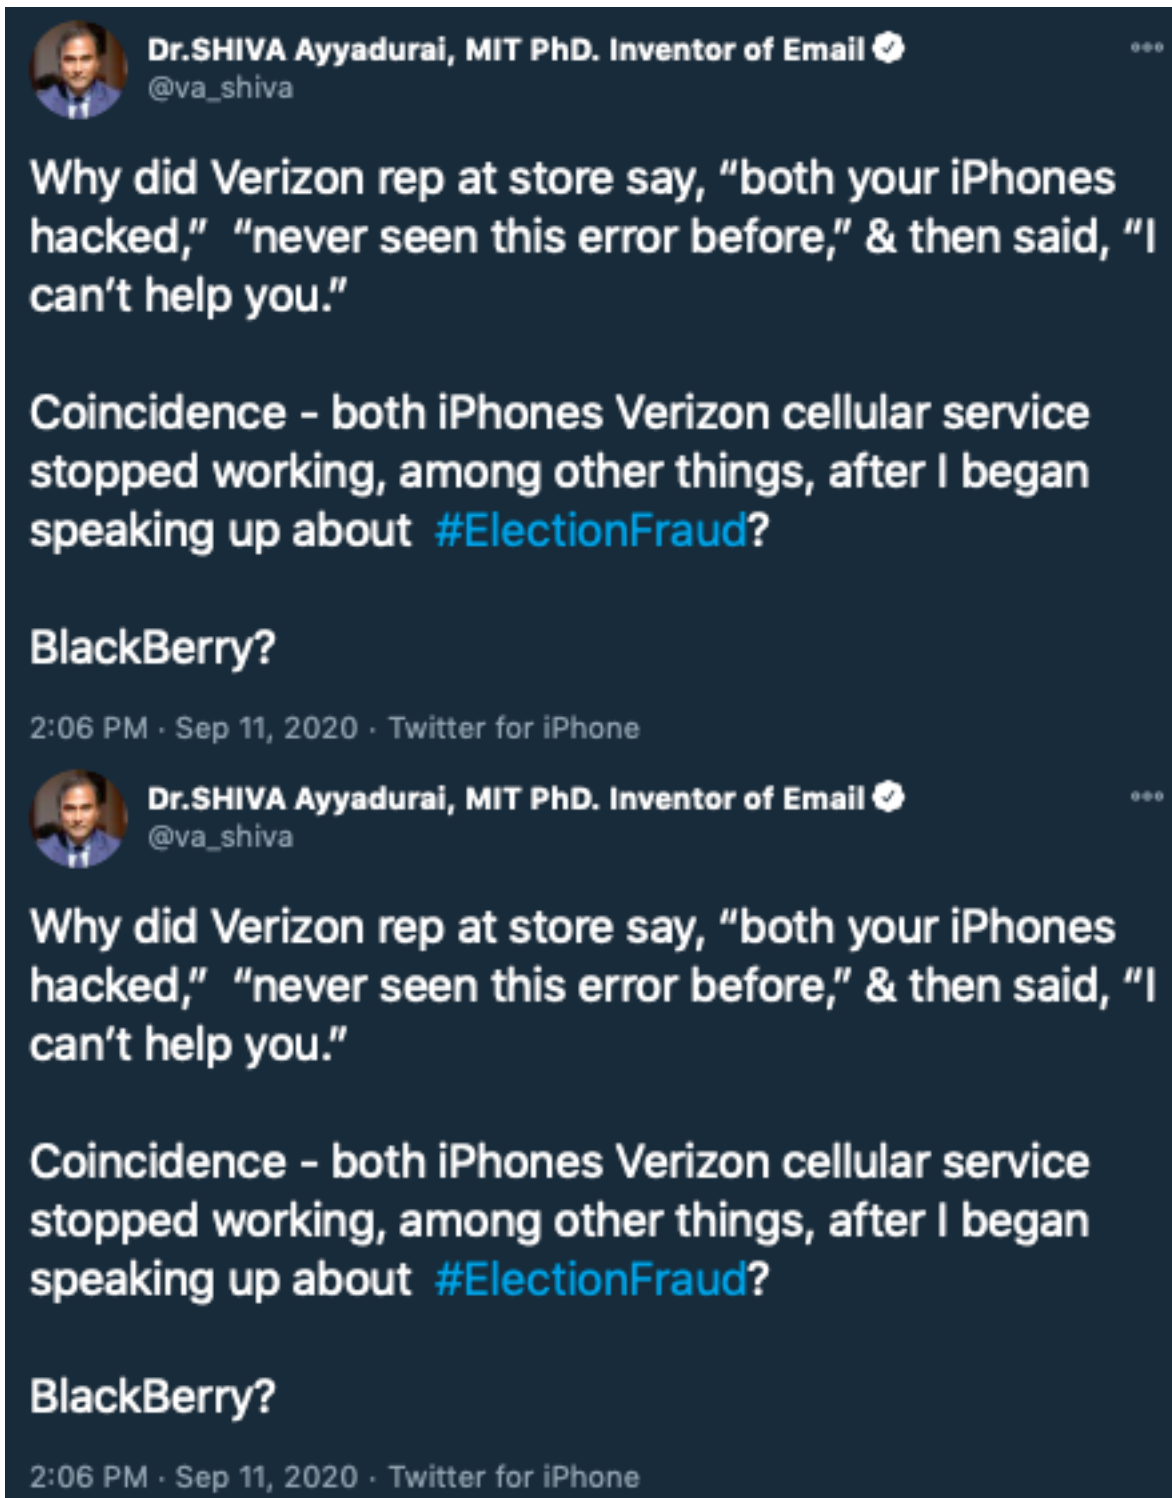 Dr.SHIVA Ayyadurai, MIT PhD. Inventor of Email
@va_shiva
Why did Verizon rep at store say, “both your iPhones
hacked,”  “never seen this error before,” & then said, “I
can’t help you.”
Coincidence - both iPhones Verizon cellular service
stopped working, among other things, after I began
speaking up about  #ElectionFraud?
BlackBerry?
2:06 PM · Sep 11, 2020 · Twitter for iPhone
Dr.SHIVA Ayyadurai, MIT PhD. Inventor of Email
@va_shiva
Why did Verizon rep at store say, “both your iPhones
hacked,”  “never seen this error before,” & then said, “I
can’t help you.”
Coincidence - both iPhones Verizon cellular service
stopped working, among other things, after I began
speaking up about  #ElectionFraud?
BlackBerry?
2:06 PM · Sep 11, 2020 · Twitter for iPhone